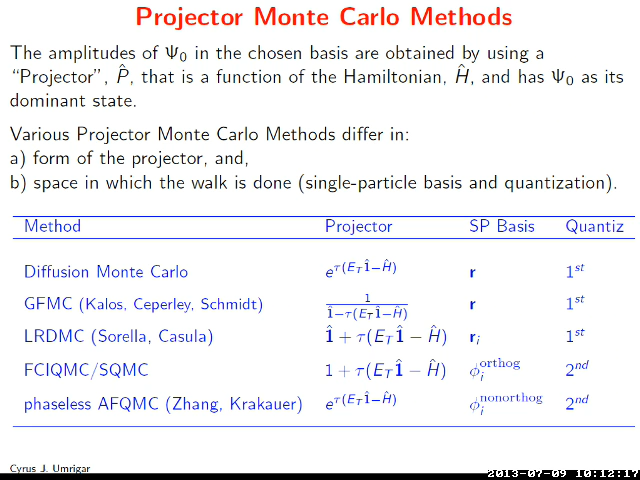 Projector Monte Carlo Methods
The amplitudes of Ψ₀ in the chosen basis are obtained by using a
“Projector”, P̂, that is a function of the Hamiltonian, Ĥ, and has Ψ₀ as its
dominant state.
Various Projector Monte Carlo Methods differ in:
a) form of the projector, and,
b) space in which the walk is done (single-particle basis and quantization).
Method Projector SP Basis Quantiz
Diffusion Monte Carlo e^{τ(E_T 1̂−Ĥ)} r 1^{st}
GFMC (Kalos, Ceperley, Schmidt) 1/(1̂−τ(E_T 1̂−Ĥ)) r 1^{st}
LRDMC (Sorella, Casula) 1̂ + τ(E_T 1̂ − Ĥ) r_i 1^{st}
FCIQMC/SQMC 1 + τ(E_T 1̂ − Ĥ) φ_i^{orthog} 2^{nd}
phaseless AFQMC (Zhang, Krakauer) e^{τ(E_T 1̂−Ĥ)} φ_i^{nonorthog} 2^{nd}
Cyrus J. Umrigar
2013-07-09 10:12:17